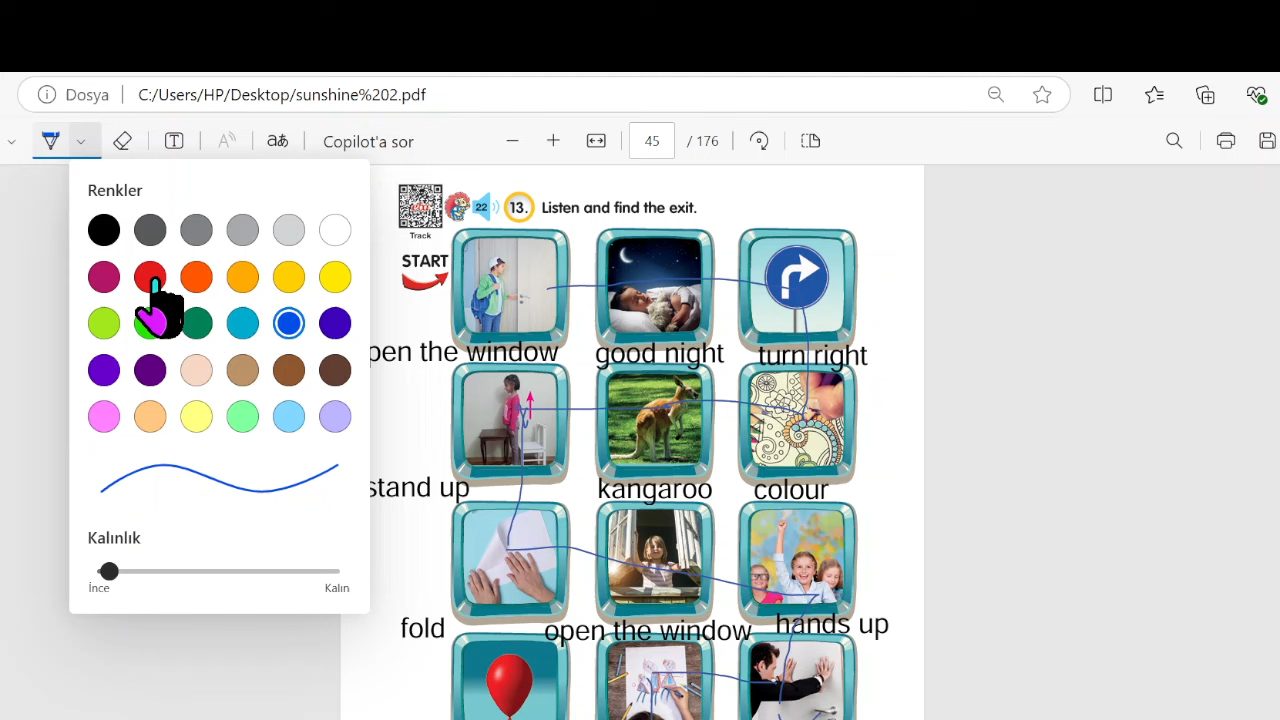 Dosya
C:/Users/HP/Desktop/sunshine%202.pdf
Copilot'a sor
45 / 176
Renkler
Kalınlık
İnce
Kalın
22
13. Listen and find the exit.
Track
START
pen the window
good night
turn right
stand up
kangaroo
colour
fold
open the window
hands up